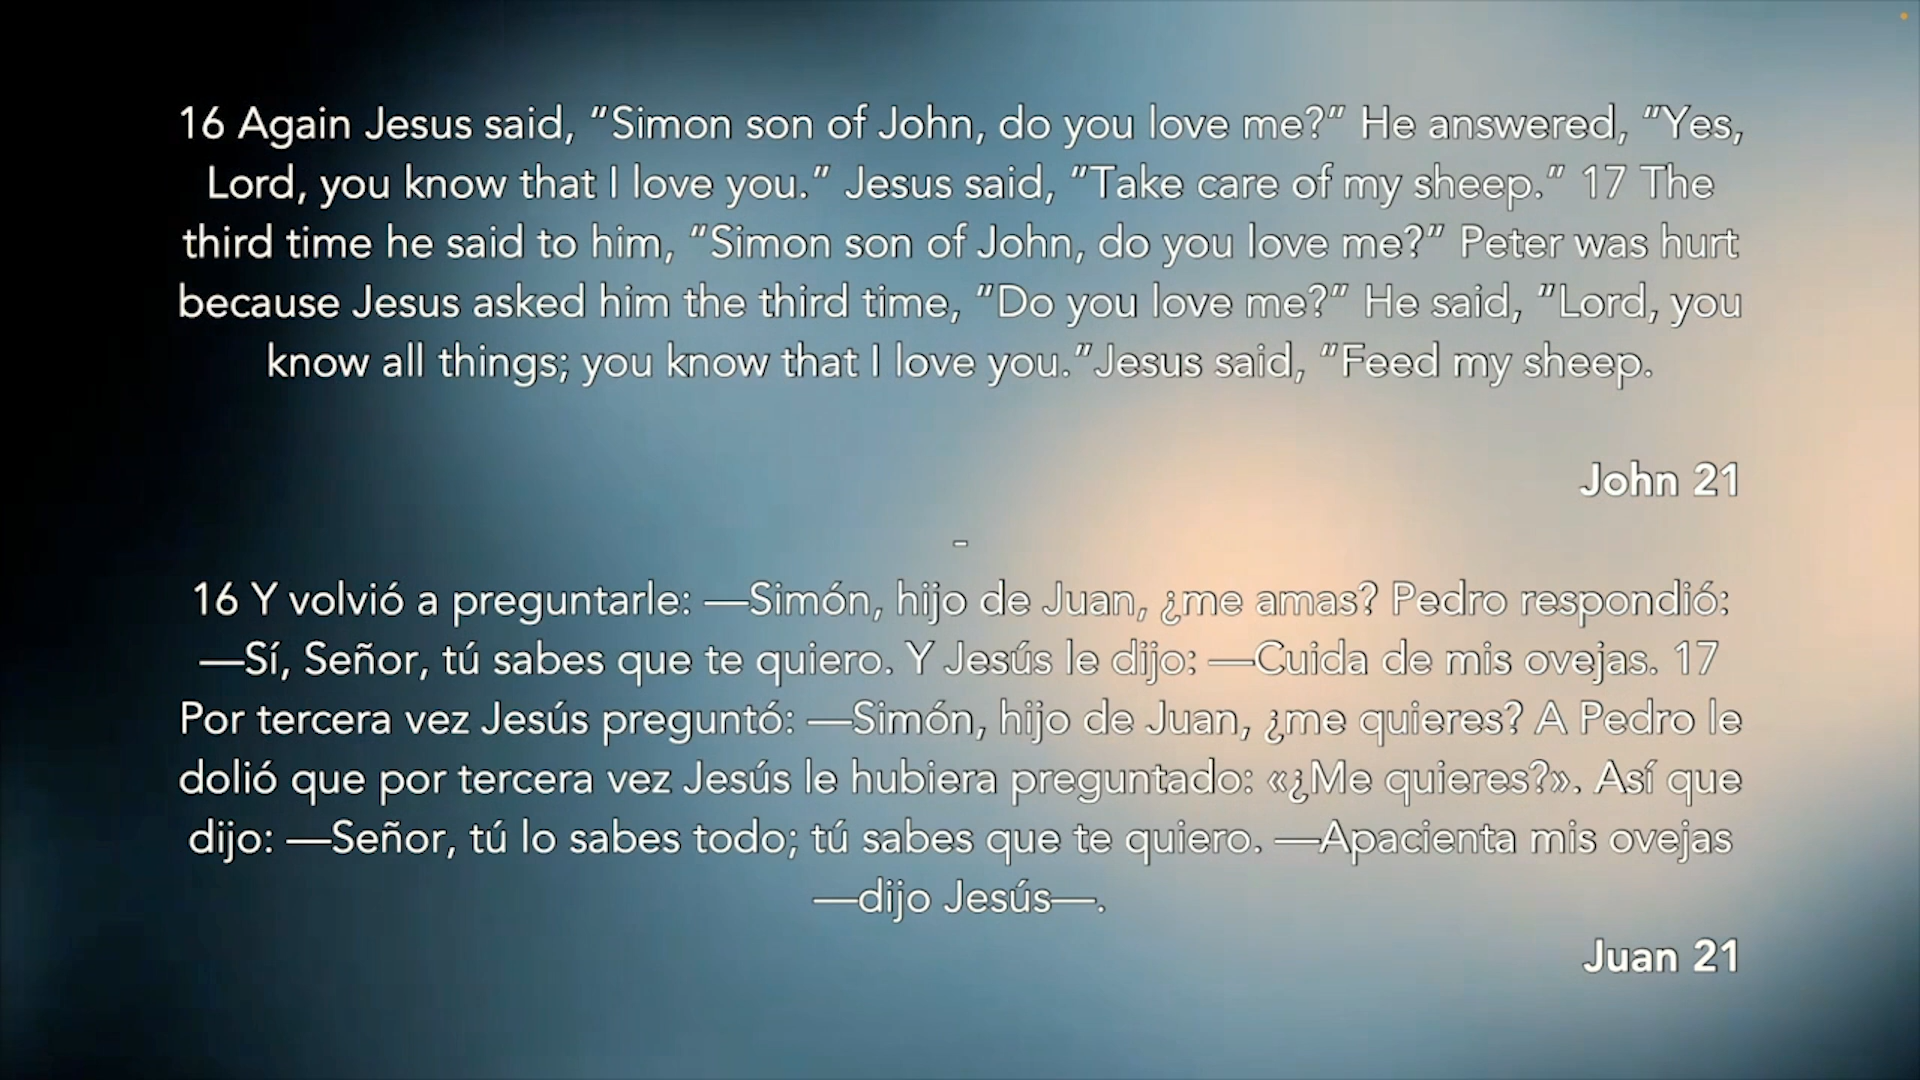 16 Again Jesus said, “Simon son of John, do you love me?” He answered, “Yes,
Lord, you know that I love you.” Jesus said, “Take care of my sheep.” 17 The
third time he said to him, “Simon son of John, do you love me?” Peter was hurt
because Jesus asked him the third time, “Do you love me?” He said, “Lord, you
know all things; you know that I love you.”Jesus said, “Feed my sheep.
John 21
-
16 Y volvió a preguntarle: —Simón, hijo de Juan, ¿me amas? Pedro respondió:
—Sí, Señor, tú sabes que te quiero. Y Jesús le dijo: —Cuida de mis ovejas. 17
Por tercera vez Jesús preguntó: —Simón, hijo de Juan, ¿me quieres? A Pedro le
dolió que por tercera vez Jesús le hubiera preguntado: «¿Me quieres?». Así que
dijo: —Señor, tú lo sabes todo; tú sabes que te quiero. —Apacienta mis ovejas
—dijo Jesús—.
Juan 21